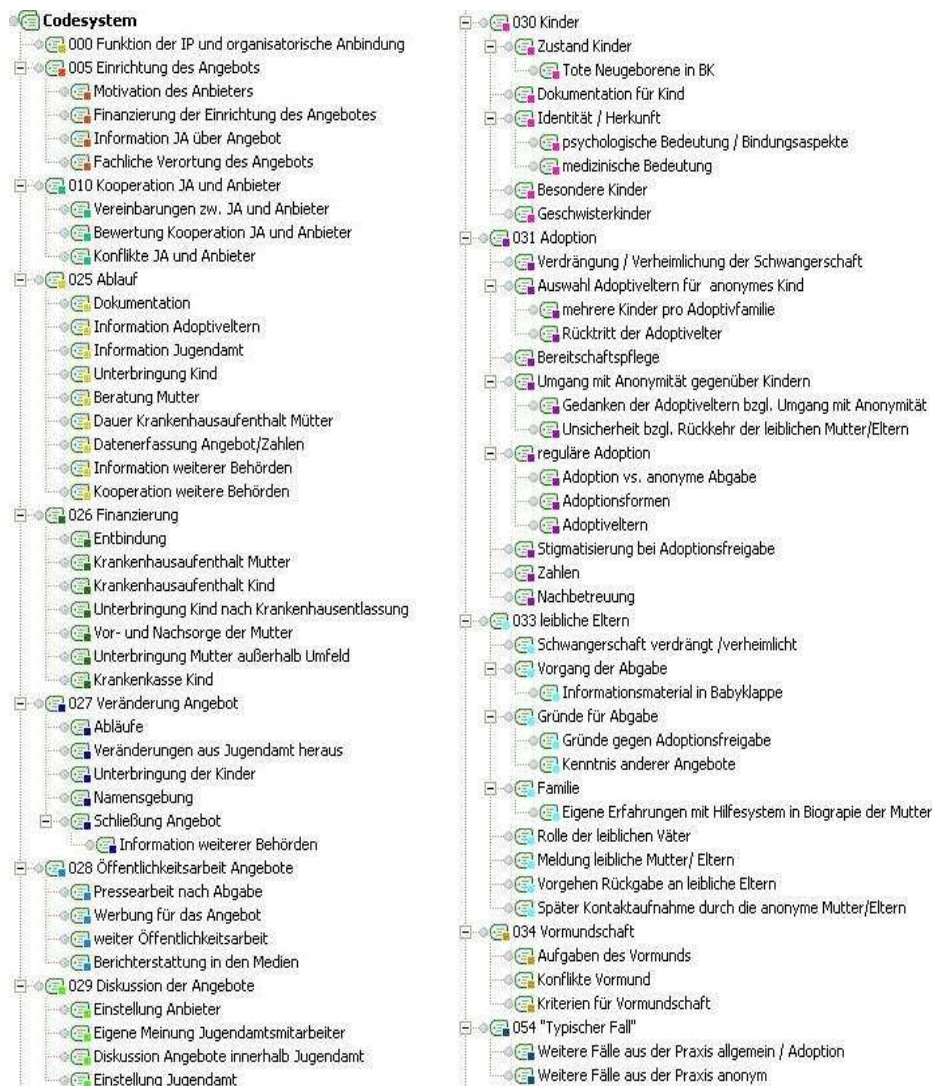 Codesystem
000 Funktion der IP und organisatorische Anbindung
005 Einrichtung des Angebots
Motivation des Anbieters
Finanzierung der Einrichtung des Angebotes
Information JA über Angebot
Fachliche Verortung des Angebots
010 Kooperation JA und Anbieter
Vereinbarungen zw. JA und Anbieter
Bewertung Kooperation JA und Anbieter
Konflikte JA und Anbieter
025 Ablauf
Dokumentation
Information Adoptiveltern
Information Jugendamt
Unterbringung Kind
Beratung Mutter
Dauer Krankenhausaufenthalt Mütter
Datenerfassung Angebot/Zahlen
Information weiterer Behörden
Kooperation weitere Behörden
026 Finanzierung
Entbindung
Krankenhausaufenthalt Mutter
Krankenhausaufenthalt Kind
Unterbringung Kind nach Krankenhausentlassung
Vor- und Nachsorge der Mutter
Unterbringung Mutter außerhalb Umfeld
Krankenkasse Kind
027 Veränderung Angebot
Abläufe
Veränderungen aus Jugendamt heraus
Unterbringung der Kinder
Namensgebung
Schließung Angebot
Information weiterer Behörden
028 Öffentlichkeitsarbeit Angebote
Pressearbeit nach Abgabe
Werbung für das Angebot
weiter Öffentlichkeitsarbeit
Berichterstattung in den Medien
029 Diskussion der Angebote
Einstellung Anbieter
Eigene Meinung Jugendamtsmitarbeiter
Diskussion Angebote innerhalb Jugendamt
Einstellung Jugendamt
030 Kinder
Zustand Kinder
Tote Neugeborene in BK
Dokumentation für Kind
Identität / Herkunft
psychologische Bedeutung / Bindungsaspekte
medizinische Bedeutung
Besondere Kinder
Geschwisterkinder
031 Adoption
Verdrängung / Verheimlichung der Schwangerschaft
Auswahl Adoptiveltern für anonymes Kind
mehrere Kinder pro Adoptivfamilie
Rücktritt der Adoptivelter
Bereitschaftspflege
Umgang mit Anonymität gegenüber Kindern
Gedanken der Adoptiveltern bzgl. Umgang mit Anonymität
Unsicherheit bzgl. Rückkehr der leiblichen Mutter/Eltern
reguläre Adoption
Adoption vs. anonyme Abgabe
Adoptionsformen
Adoptiveltern
Stigmatisierung bei Adoptionsfreigabe
Zahlen
Nachbetreuung
033 leibliche Eltern
Schwangerschaft verdrängt /verheimlicht
Vorgang der Abgabe
Informationsmaterial in Babyklappe
Gründe für Abgabe
Gründe gegen Adoptionsfreigabe
Kenntnis anderer Angebote
Familie
Eigene Erfahrungen mit Hilfesystem in Biograpie der Mutter
Rolle der leiblichen Väter
Meldung leibliche Mutter/ Eltern
Vorgehen Rückgabe an leibliche Eltern
Später Kontaktaufnahme durch die anonyme Mutter/Eltern
034 Vormundschaft
Aufgaben des Vormunds
Konflikte Vormund
Kriterien für Vormundschaft
054 "Typischer Fall"
Weitere Fälle aus der Praxis allgemein / Adoption
Weitere Fälle aus der Praxis anonym